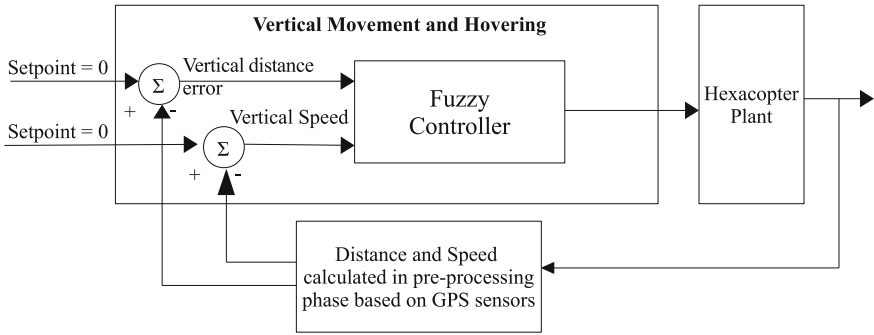 Vertical Movement and Hovering
Setpoint = 0
Σ
+
-
Vertical distance
error
Setpoint = 0
Σ
+
-
Vertical Speed
Fuzzy
Controller
Hexacopter
Plant
Distance and Speed
calculated in pre-processing
phase based on GPS sensors